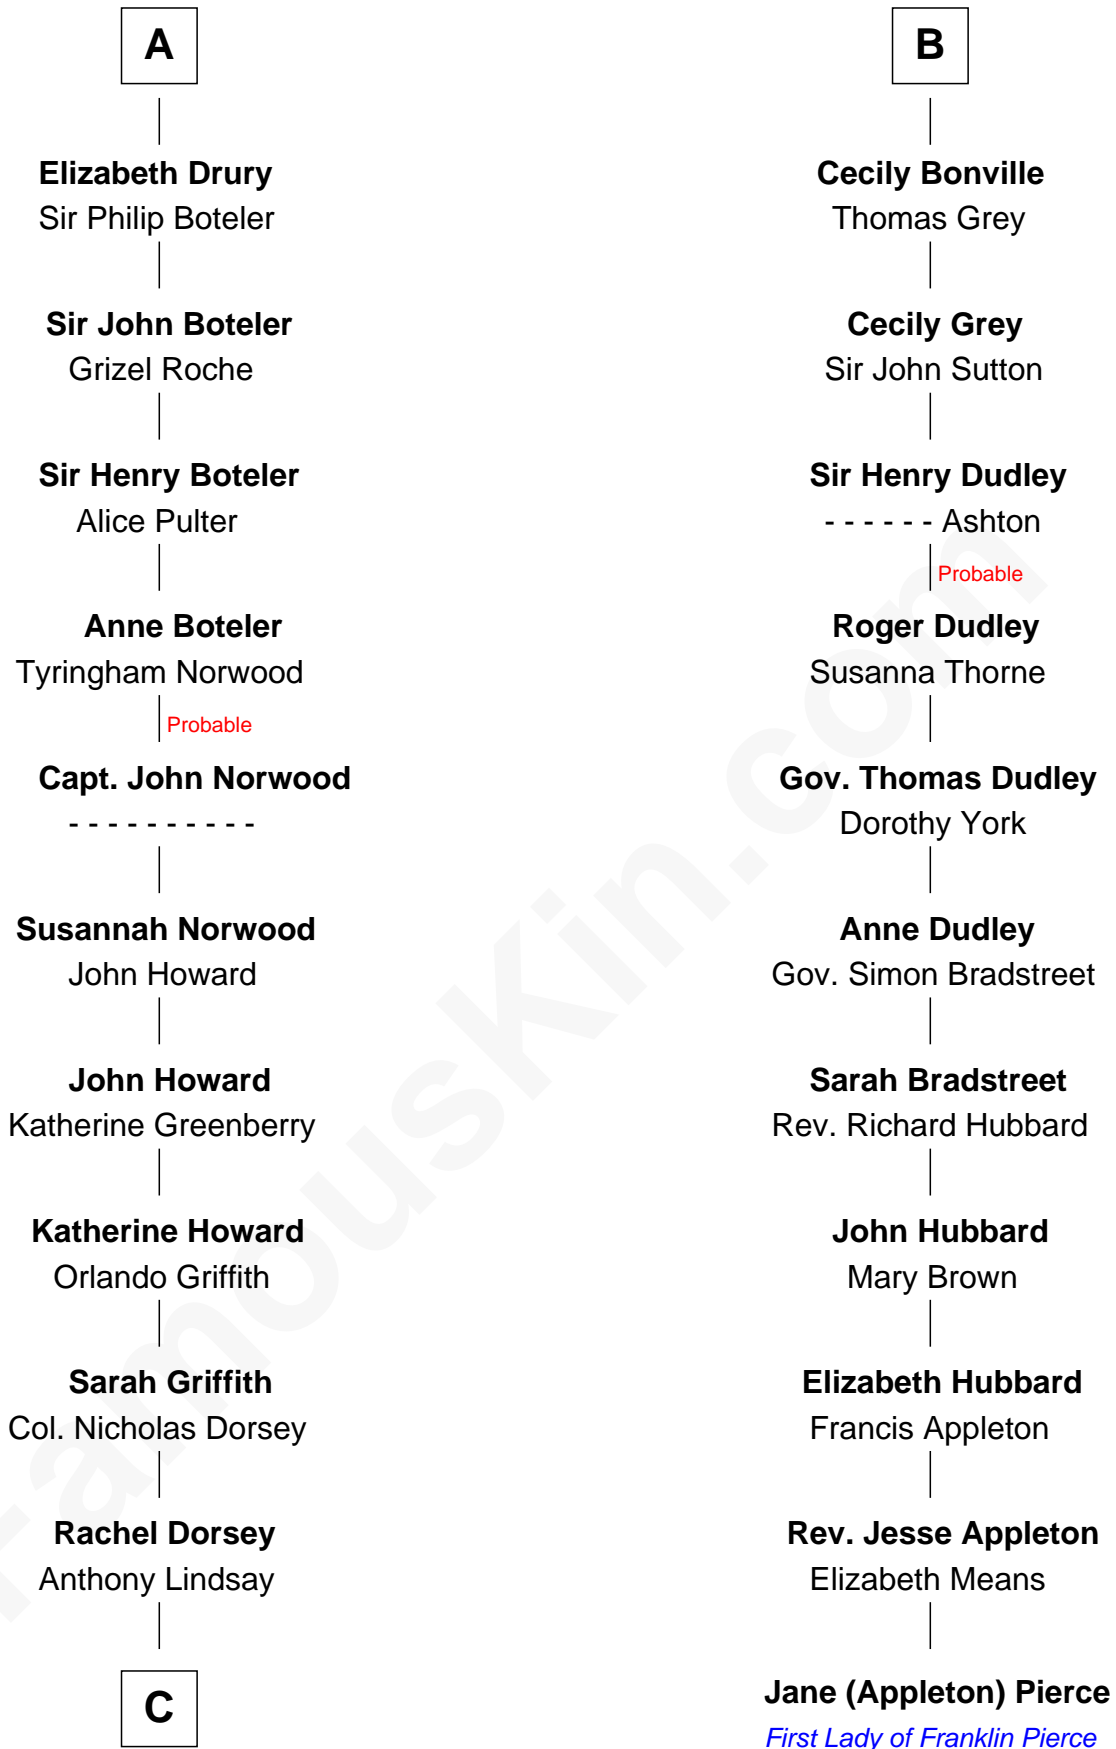 A
Elizabeth Drury
Sir Philip Boteler
Sir John Boteler
Grizel Roche
Sir Henry Boteler
Alice Pulter
Anne Boteler
Tyringham Norwood
Probable
Capt. John Norwood
- - - - - - - - - -
Susannah Norwood
John Howard
John Howard
Katherine Greenberry
Katherine Howard
Orlando Griffith
Sarah Griffith
Col. Nicholas Dorsey
Rachel Dorsey
Anthony Lindsay
C
B
Cecily Bonville
Thomas Grey
Cecily Grey
Sir John Sutton
Sir Henry Dudley
- - - - - - Ashton
Probable
Roger Dudley
Susanna Thorne
Gov. Thomas Dudley
Dorothy York
Anne Dudley
Gov. Simon Bradstreet
Sarah Bradstreet
Rev. Richard Hubbard
John Hubbard
Mary Brown
Elizabeth Hubbard
Francis Appleton
Rev. Jesse Appleton
Elizabeth Means
Jane (Appleton) Pierce
First Lady of Franklin Pierce
FamousKin.com